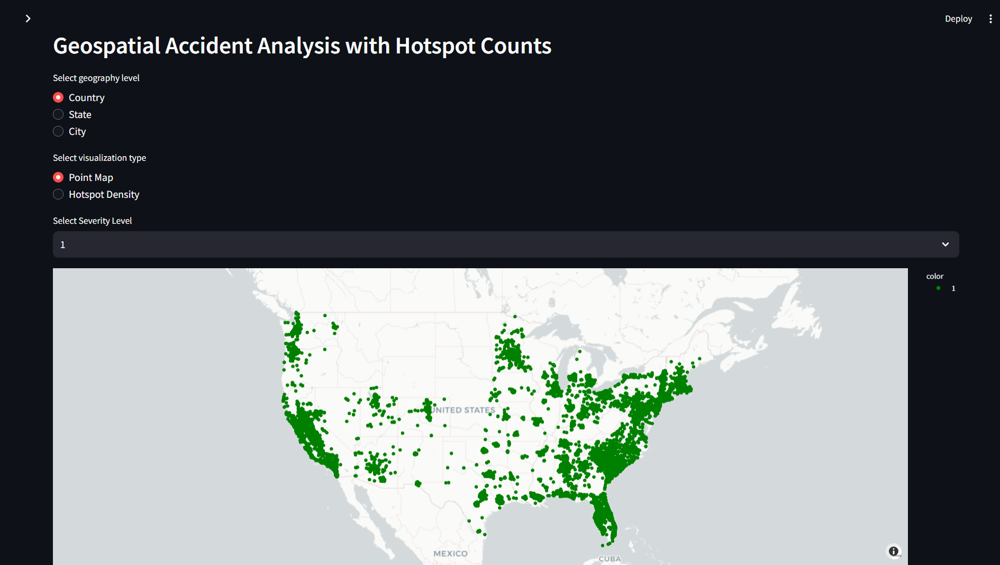 Deploy
Geospatial Accident Analysis with Hotspot Counts
Select geography level
Country
State
City
Select visualization type
Point Map
Hotspot Density
Select Severity Level
1
color
1
UNITED STATES
MEXICO
CUBA